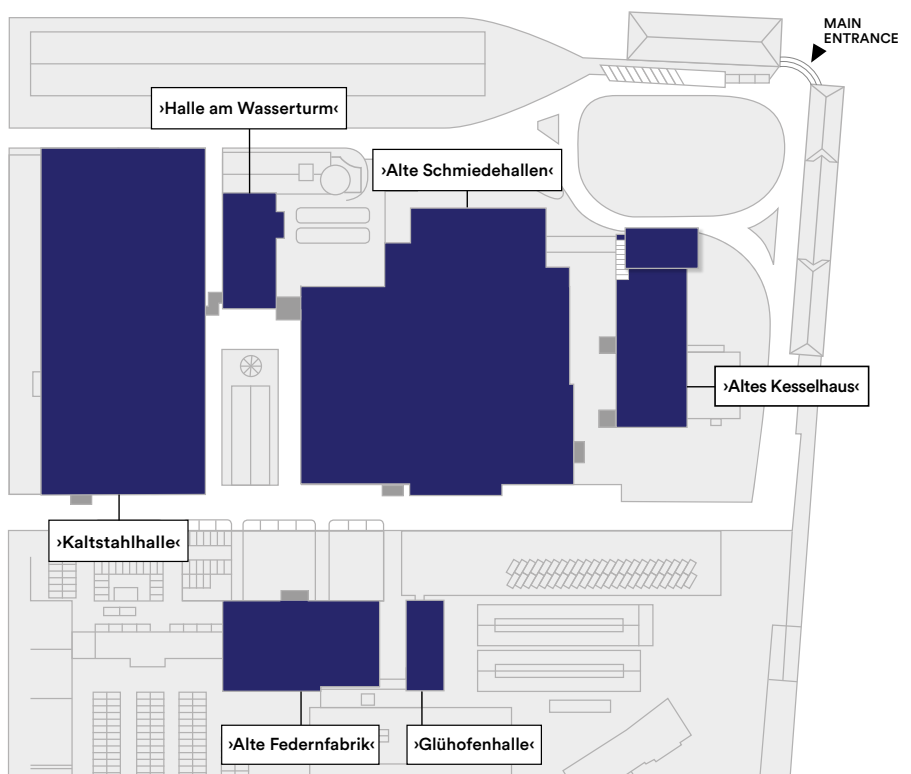 MAIN
ENTRANCE
›Halle am Wasserturm‹
›Alte Schmiedehallen‹
›Altes Kesselhaus‹
›Kaltstahlhalle‹
›Alte Federnfabrik‹
›Glühofenhalle‹